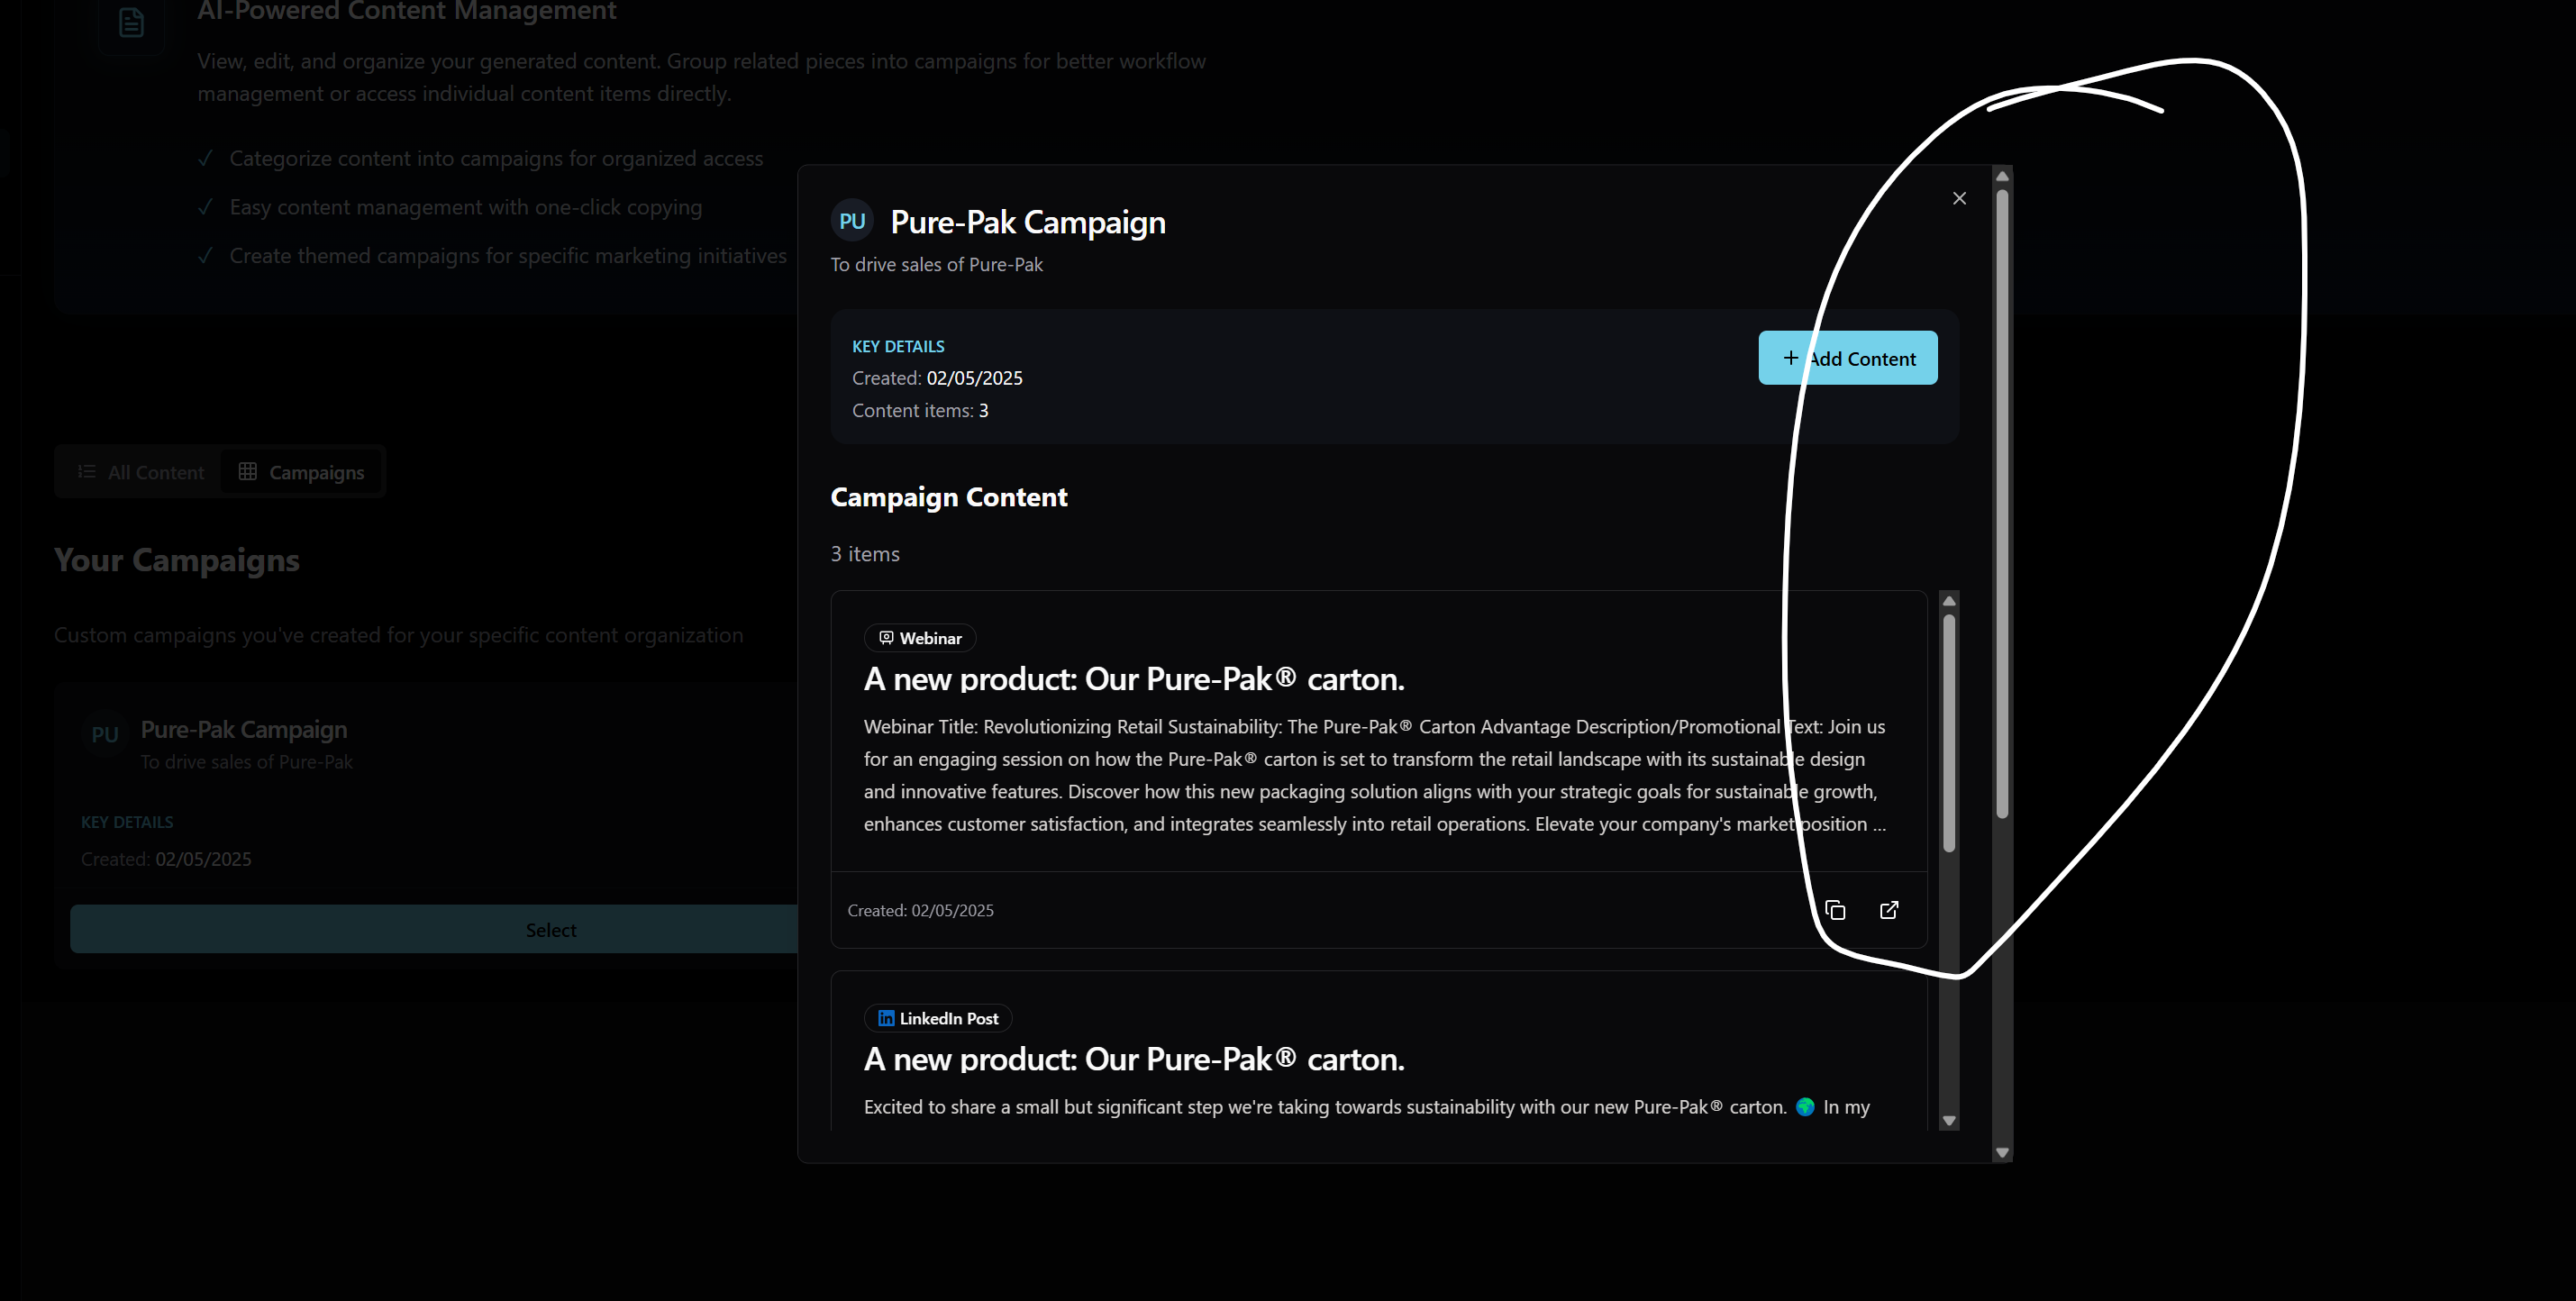 AI-Powered Content Management
View, edit, and organize your generated content. Group related pieces into campaigns for better workflow
management or access individual content items directly.
✓ Categorize content into campaigns for organized access
✓ Easy content management with one-click copying
✓ Create themed campaigns for specific marketing initiatives
All Content Campaigns
Your Campaigns
Custom campaigns you've created for your specific content organization
PU Pure-Pak Campaign
To drive sales of Pure-Pak
KEY DETAILS
Created: 02/05/2025
Select
PU Pure-Pak Campaign
To drive sales of Pure-Pak
KEY DETAILS
Created: 02/05/2025
Content items: 3
+ Add Content
Campaign Content
3 items
Webinar
A new product: Our Pure-Pak® carton.
Webinar Title: Revolutionizing Retail Sustainability: The Pure-Pak® Carton Advantage Description/Promotional Text: Join us
for an engaging session on how the Pure-Pak® carton is set to transform the retail landscape with its sustainable design
and innovative features. Discover how this new packaging solution aligns with your strategic goals for sustainable growth,
enhances customer satisfaction, and integrates seamlessly into retail operations. Elevate your company's market position ...
Created: 02/05/2025
in LinkedIn Post
A new product: Our Pure-Pak® carton.
Excited to share a small but significant step we're taking towards sustainability with our new Pure-Pak® carton. 🌍 In my